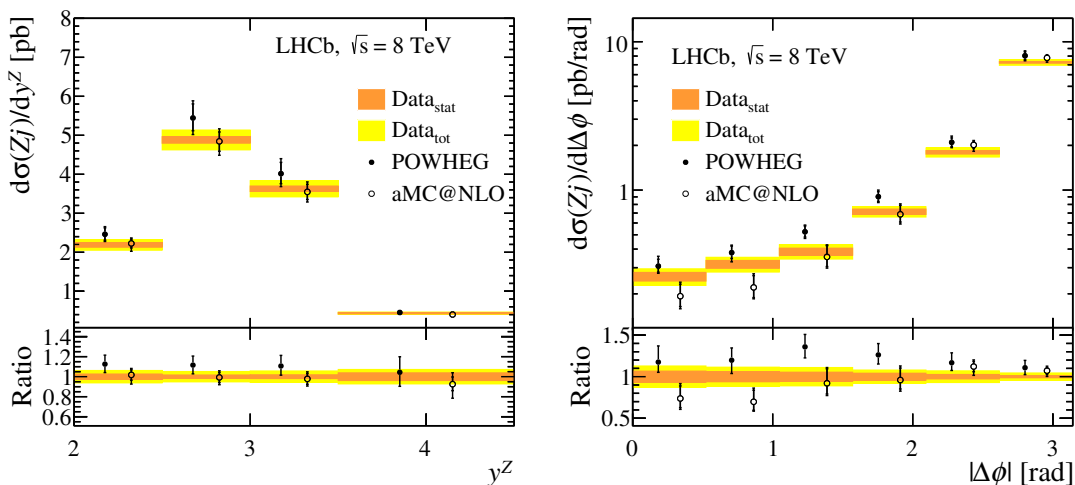 dσ(Zj)/dy^Z [pb]
8
7
6
5
4
3
2
1
LHCb, √s = 8 TeV
Data_stat
Data_tot
POWHEG
aMC@NLO
Ratio
1.4
1.2
1
0.8
0.6
2 3 4
y^Z
dσ(Zj)/d|Δϕ| [pb/rad]
10
1
LHCb, √s = 8 TeV
Data_stat
Data_tot
POWHEG
aMC@NLO
Ratio
1.5
1
0.5
0 1 2 3
|Δϕ| [rad]